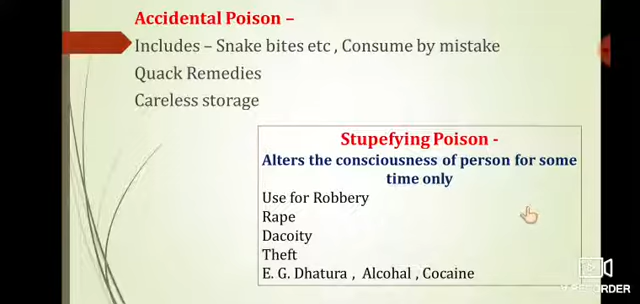 Accidental Poison –
Includes – Snake bites etc , Consume by mistake
Quack Remedies
Careless storage
Stupefying Poison -
Alters the consciousness of person for some
time only
Use for Robbery
Rape
Dacoity
Theft
E. G. Dhatura , Alcohal , Cocaine
RECORDER